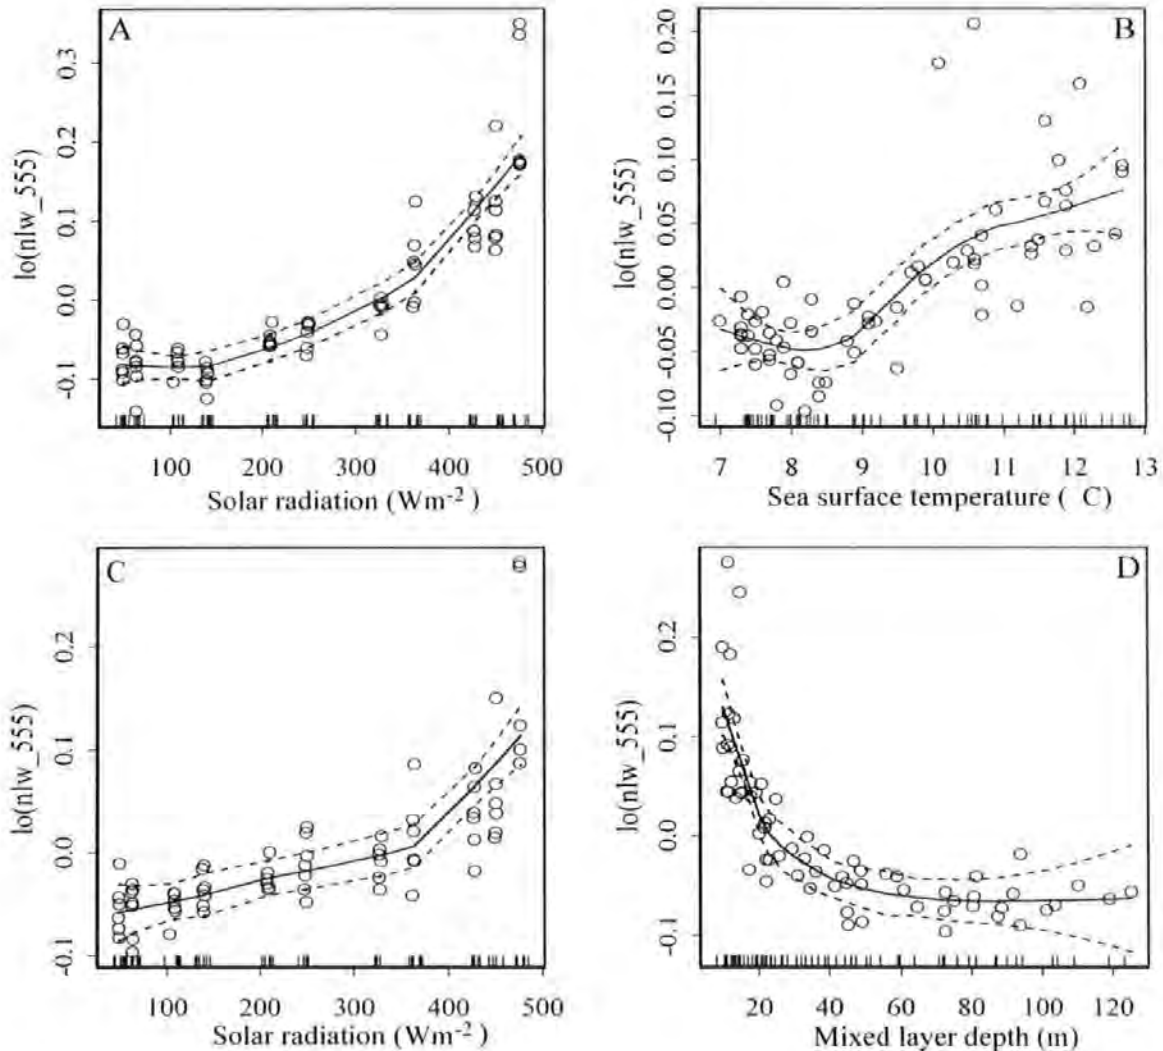 A
lo(nlw_555)
0.3
0.2
0.1
0.0
-0.1
100 200 300 400 500
Solar radiation (Wm-2)
B
lo(nlw_555)
0.20
0.15
0.10
0.05
0.00
-0.05
-0.10
7 8 9 10 11 12 13
Sea surface temperature ( C)
C
lo(nlw_555)
0.2
0.1
0.0
-0.1
100 200 300 400 500
Solar radiation (Wm-2)
D
lo(nlw_555)
0.2
0.1
0.0
-0.1
20 40 60 80 100 120
Mixed layer depth (m)